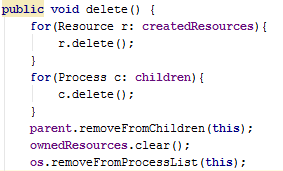 public void delete() {
for(Resource r: createdResources){
r.delete();
}
for(Process c: children){
c.delete();
}
parent.removeFromChildren(this);
ownedResources.clear();
os.removeFromProcessList(this);